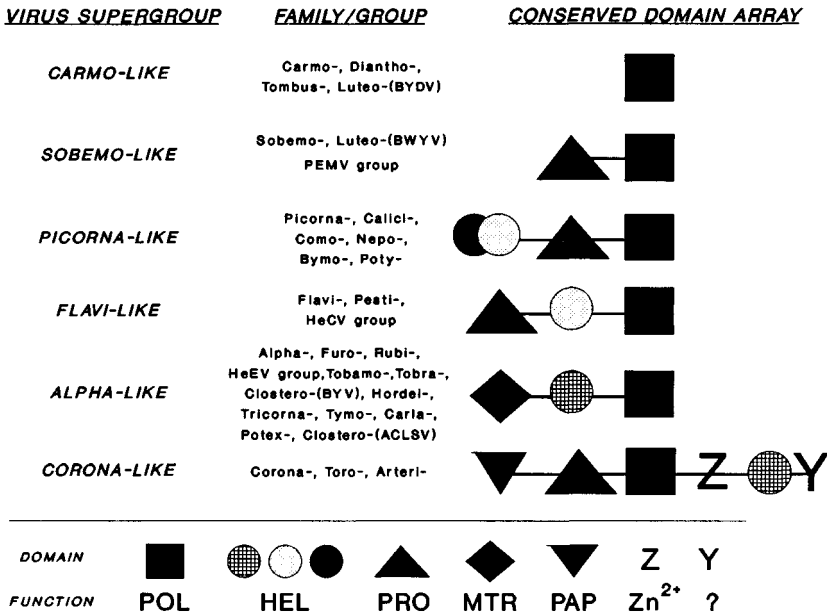 VIRUS SUPERGROUP FAMILY/GROUP CONSERVED DOMAIN ARRAY
CARMO-LIKE
Carmo-, Diantho-,
Tombus-, Luteo-(BYDV)
SOBEMO-LIKE
Sobemo-, Luteo-(BWYV)
PEMV group
PICORNA-LIKE
Picorna-, Calici-,
Como-, Nepo-,
Bymo-, Poty-
FLAVI-LIKE
Flavi-, Pesti-,
HeCV group
ALPHA-LIKE
Alpha-, Furo-, Rubi-,
HeEV group,Tobamo-,Tobra-,
Clostero-(BYV), Hordei-,
Tricorna-, Tymo-, Carla-,
Potex-, Clostero-(ACLSV)
CORONA-LIKE
Corona-, Toro-, Arteri-
Z Y
DOMAIN Z Y
FUNCTION POL HEL PRO MTR PAP Zn²⁺ ?